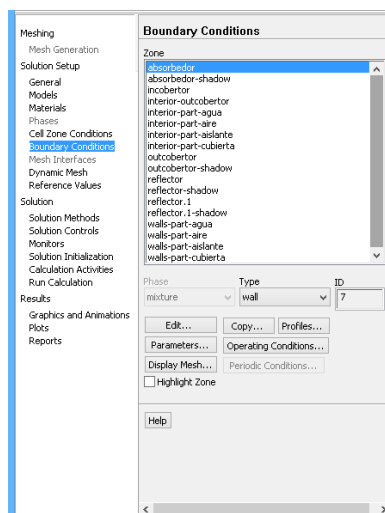 Meshing
Mesh Generation
Solution Setup
General
Models
Materials
Phases
Cell Zone Conditions
Boundary Conditions
Mesh Interfaces
Dynamic Mesh
Reference Values
Solution
Solution Methods
Solution Controls
Monitors
Solution Initialization
Calculation Activities
Run Calculation
Results
Graphics and Animations
Plots
Reports
Boundary Conditions
Zone
absorbedor
absorbedor-shadow
incobertor
interior-outcobertor
interior-part-agua
interior-part-aire
interior-part-aislante
interior-part-cubierta
outcobertor
outcobertor-shadow
reflector
reflector-shadow
reflector.1
reflector.1-shadow
walls-part-agua
walls-part-aire
walls-part-aislante
walls-part-cubierta
Phase Type ID
mixture wall 7
Edit... Copy... Profiles...
Parameters... Operating Conditions...
Display Mesh... Periodic Conditions...
Highlight Zone
Help